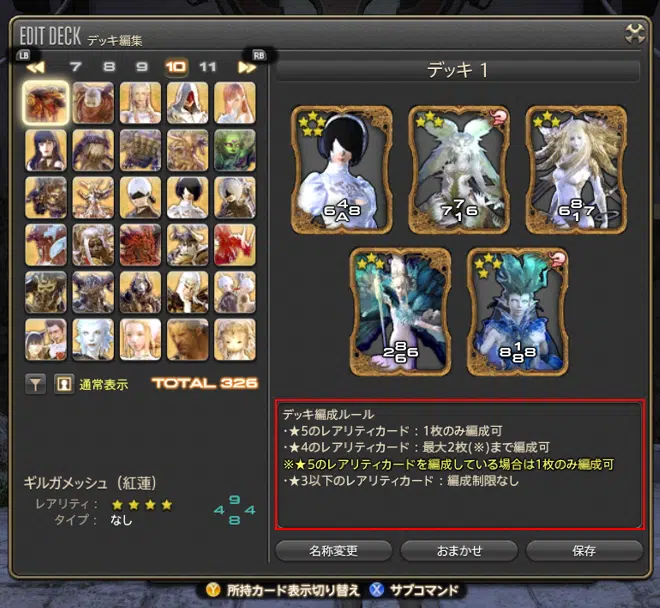 EDIT DECK デッキ編集
LB RB
7 8 9 10 11
デッキ 1
4
6 8
A
7
7 6
1
8
6 7
1
8
2 6
6
1
8 8
8
通常表示 TOTAL 326
デッキ編成ルール
・★5のレアリティカード：1枚のみ編成可
・★4のレアリティカード：最大2枚(※)まで編成可
※★5のレアリティカードを編成している場合は1枚のみ編成可
・★3以下のレアリティカード：編成制限なし
ギルガメッシュ（紅蓮）
レアリティ：★★★★
タイプ：なし
9
4 4
8
名称変更 おまかせ 保存
Y 所持カード表示切り替え X サブコマンド